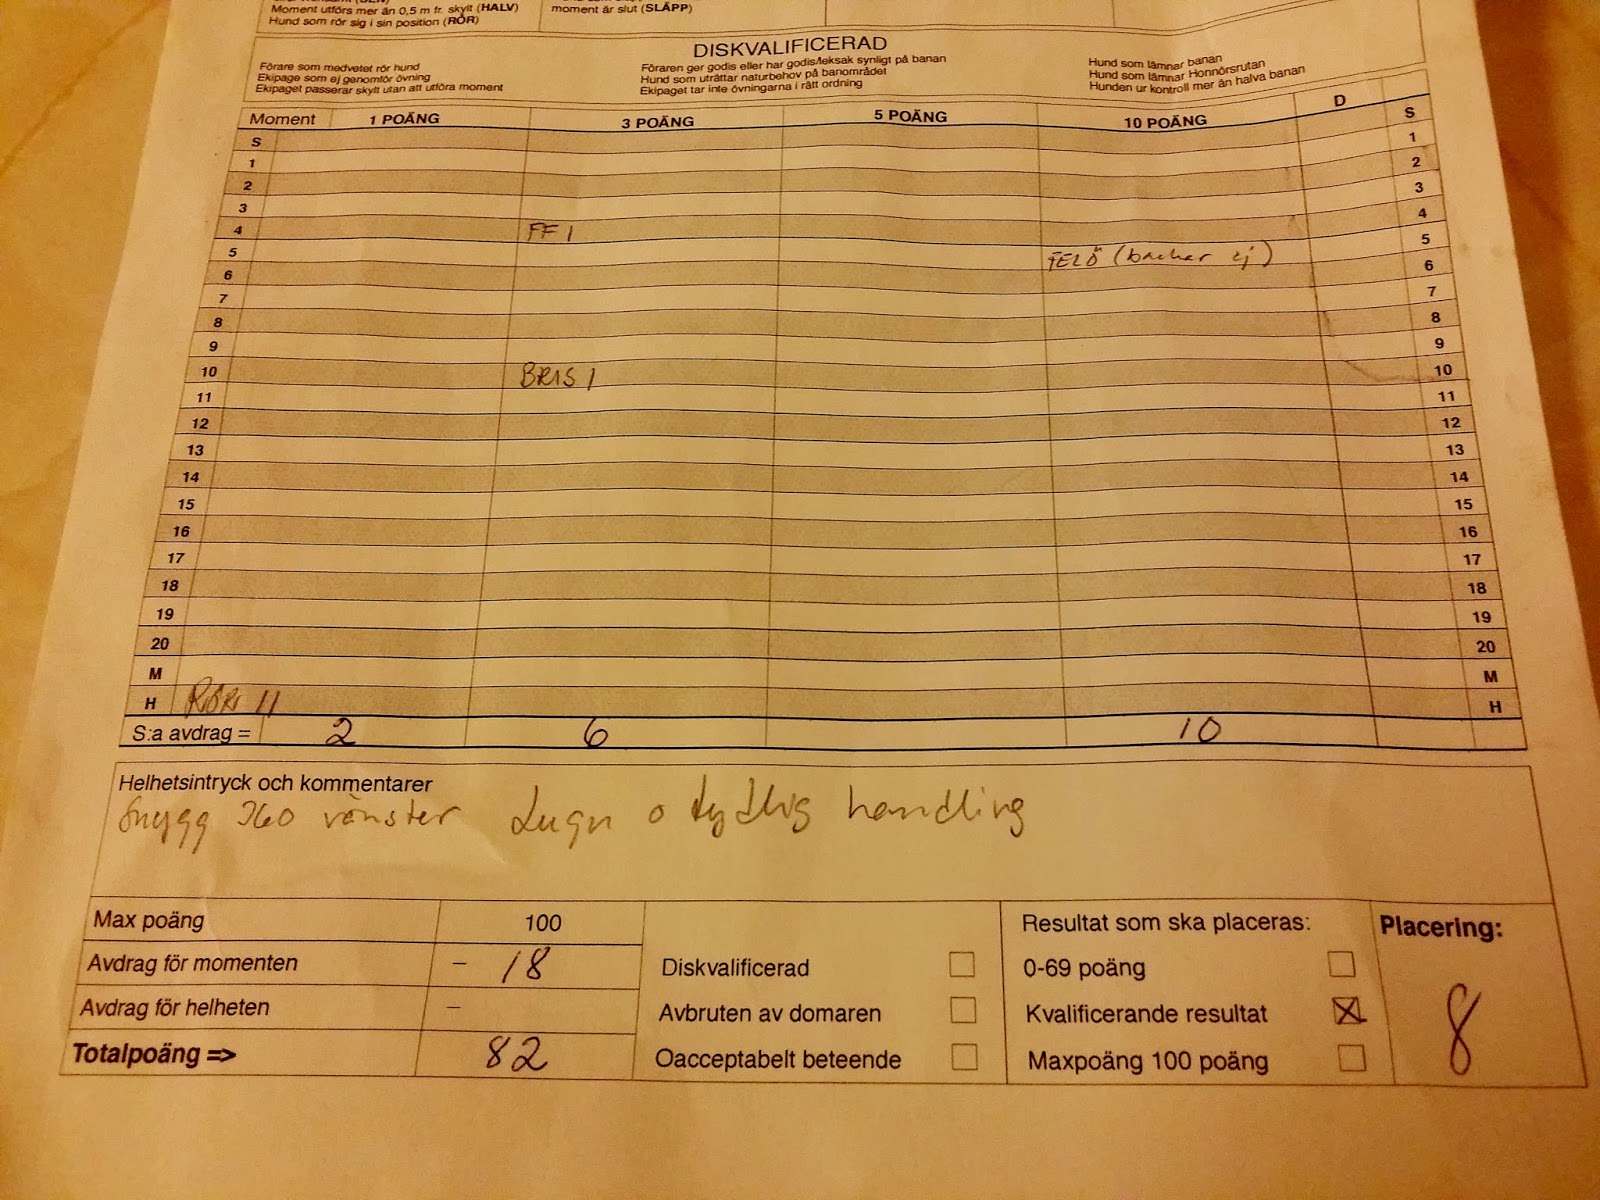 Moment utförs mer än 0,5 m fr. skylt (HALV)
Hund som rör sig i sin position (RÖR)
moment är slut (SLÄPP)
DISKVALIFICERAD
Förare som medvetet rör hund
Ekipage som ej genomför övning
Ekipaget passerar skylt utan att utföra moment
Föraren ger godis eller har godis/leksak synligt på banan
Hund som uträttar naturbehov på banområdet
Ekipaget tar inte övningarna i rätt ordning
Hund som lämnar banan
Hund som lämnar Honnörsrutan
Hunden ur kontroll mer än halva banan
Moment 1 POÄNG 3 POÄNG 5 POÄNG 10 POÄNG D S
S 1
1 2
2 3
3 4
4 FF I 5
5 FELÖ (backar ej) 6
6 7
7 8
8 9
9 10
10 BRIS I 11
11 12
12 13
13 14
14 15
15 16
16 17
17 18
18 19
19 20
20 M
M H
H II
S:a avdrag = 2 6 10
Helhetsintryck och kommentarer
Snygg 360 vänster Lugn o tydlig handling
Max poäng 100
Avdrag för momenten - 18
Avdrag för helheten -
Totalpoäng => 82
Diskvalificerad
Avbruten av domaren
Oacceptabelt beteende
Resultat som ska placeras:
0-69 poäng
Kvalificerande resultat X
Maxpoäng 100 poäng
Placering:
8